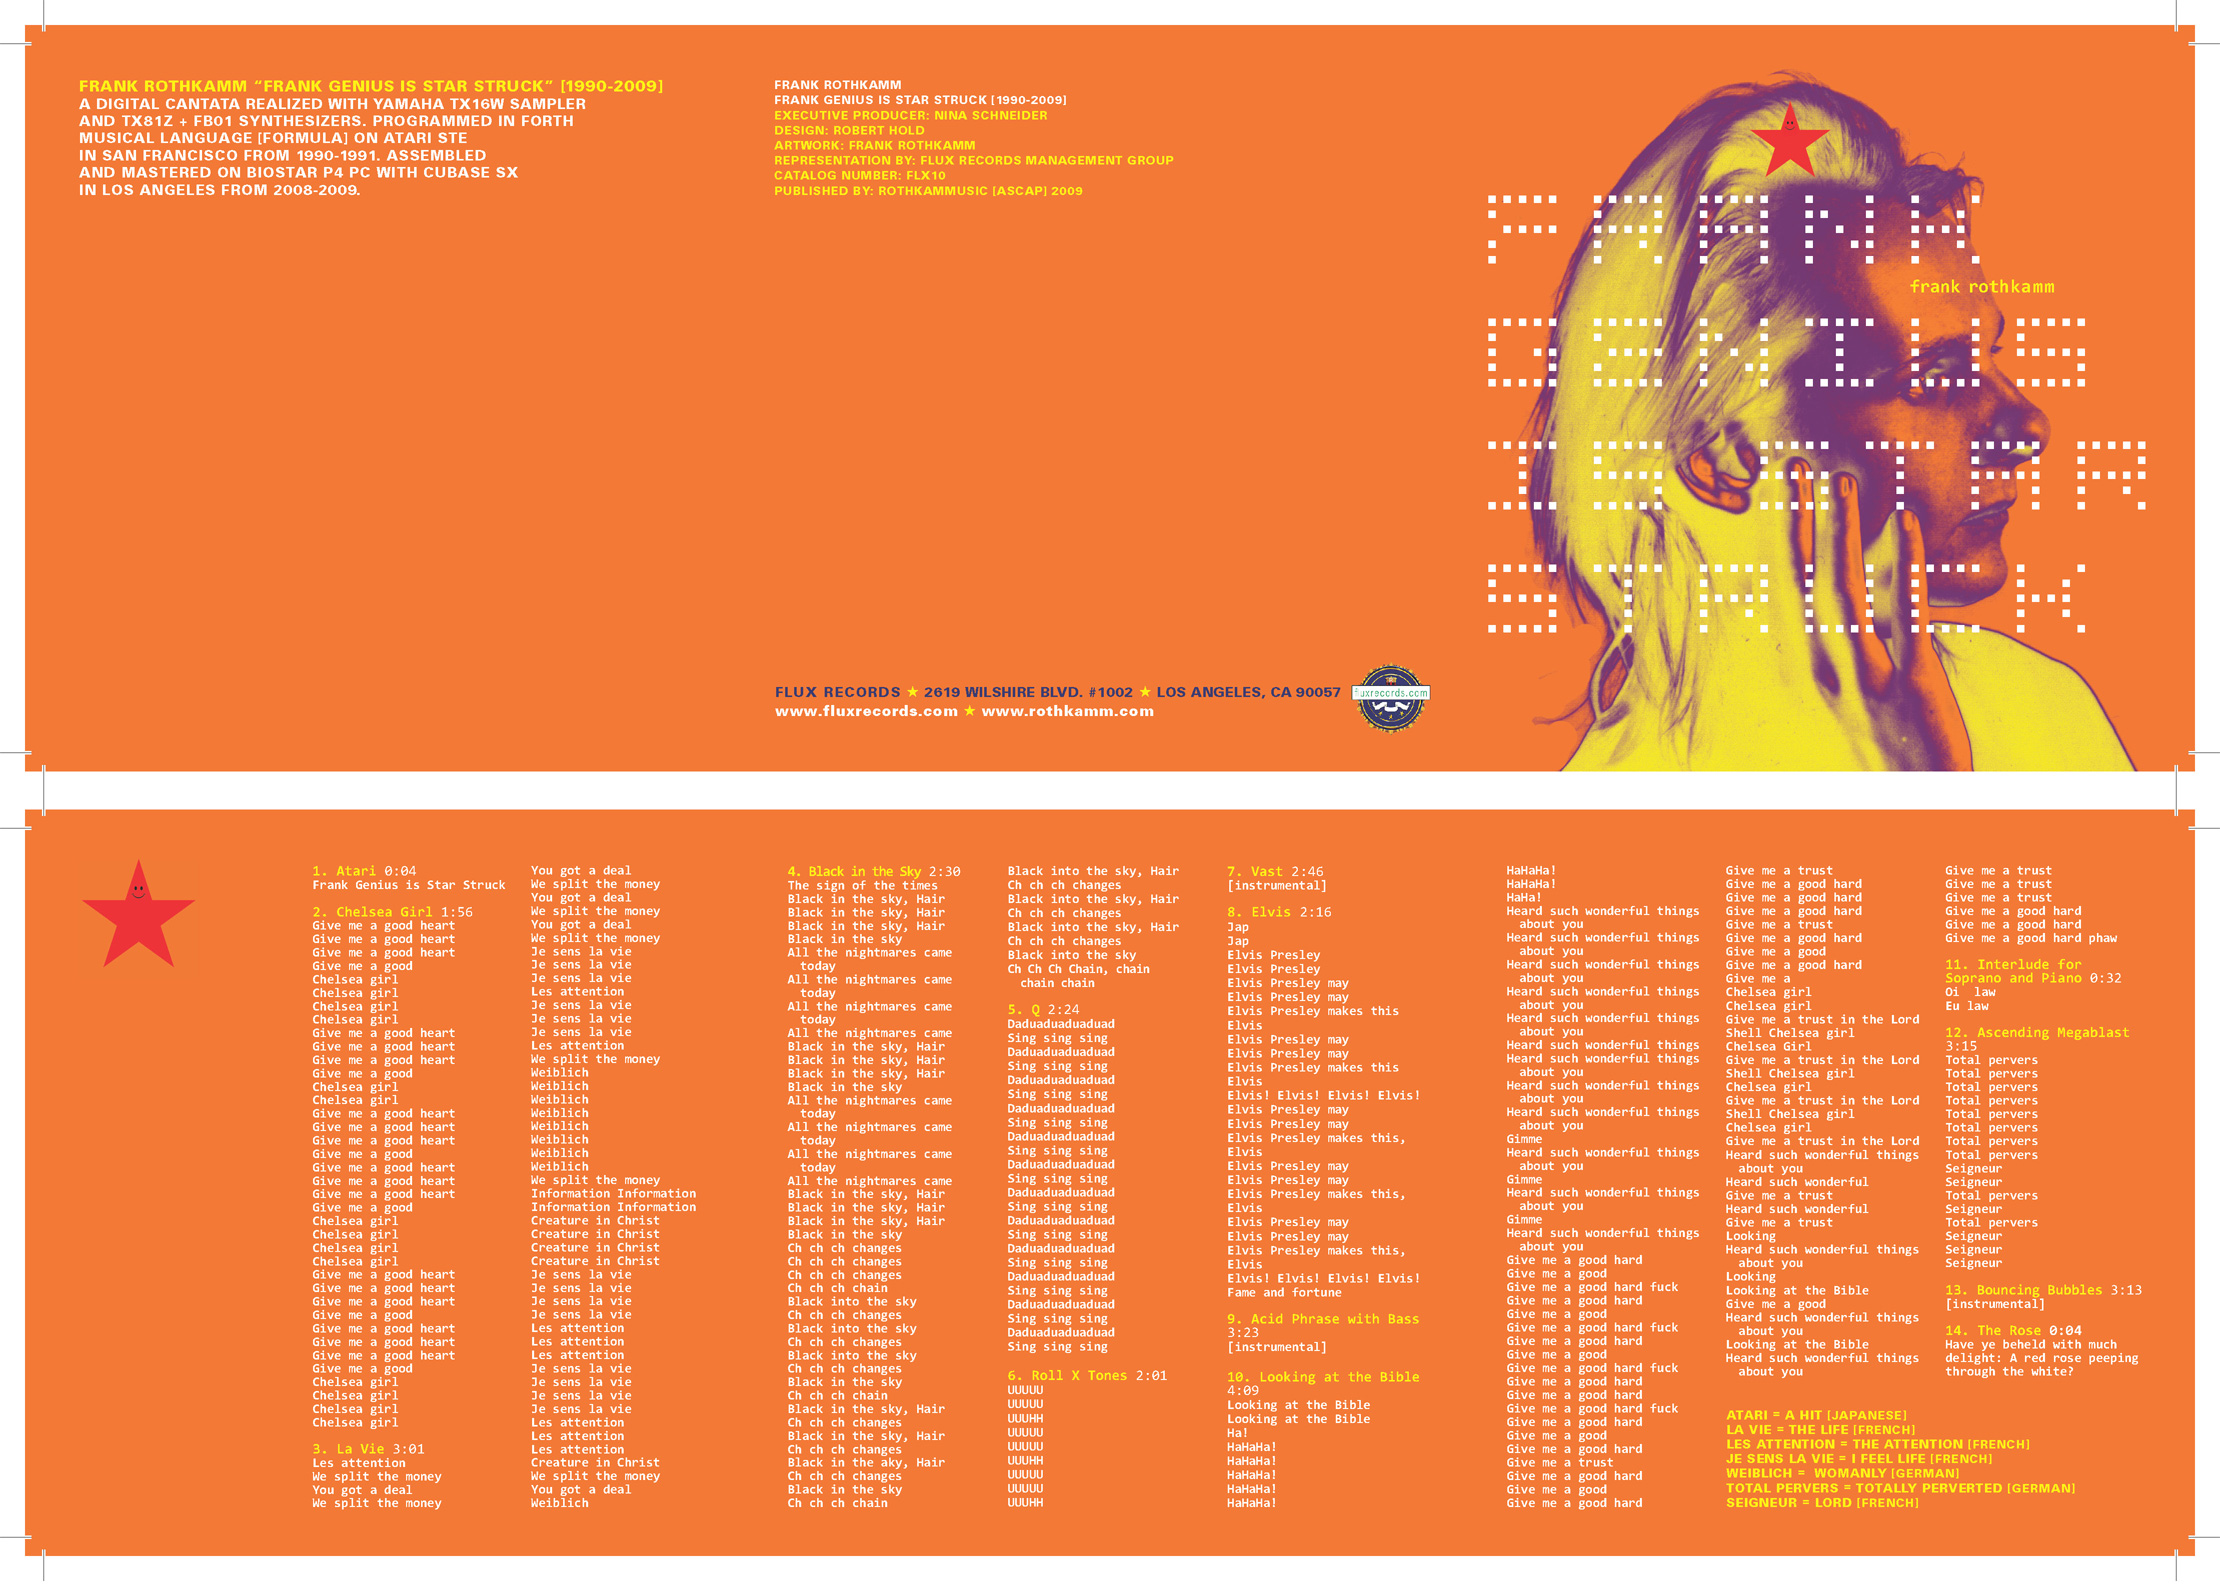 FRANK ROTHKAMM “FRANK GENIUS IS STAR STRUCK” [1990-2009]
A DIGITAL CANTATA REALIZED WITH YAMAHA TX16W SAMPLER
AND TX81Z + FB01 SYNTHESIZERS. PROGRAMMED IN FORTH
MUSICAL LANGUAGE [FORMULA] ON ATARI STE
IN SAN FRANCISCO FROM 1990-1991. ASSEMBLED
AND MASTERED ON BIOSTAR P4 PC WITH CUBASE SX
IN LOS ANGELES FROM 2008-2009.
FRANK ROTHKAMM
FRANK GENIUS IS STAR STRUCK [1990-2009]
EXECUTIVE PRODUCER: NINA SCHNEIDER
DESIGN: ROBERT HOLD
ARTWORK: FRANK ROTHKAMM
REPRESENTATION BY: FLUX RECORDS MANAGEMENT GROUP
CATALOG NUMBER: FLX10
PUBLISHED BY: ROTHKAMMUSIC [ASCAP] 2009
FLUX RECORDS ★ 2619 WILSHIRE BLVD. #1002 ★ LOS ANGELES, CA 90057
www.fluxrecords.com ★ www.rothkamm.com
fluxrecords.com
FRANK
frank rothkamm
GENIUS
IS STAR
STRUCK
1. Atari 0:04
Frank Genius is Star Struck
2. Chelsea Girl 1:56
Give me a good heart
Give me a good heart
Give me a good heart
Give me a good
Chelsea girl
Chelsea girl
Chelsea girl
Chelsea girl
Give me a good heart
Give me a good heart
Give me a good heart
Give me a good
Chelsea girl
Chelsea girl
Give me a good heart
Give me a good heart
Give me a good heart
Give me a good
Give me a good heart
Give me a good heart
Give me a good heart
Give me a good
Chelsea girl
Chelsea girl
Chelsea girl
Chelsea girl
Give me a good heart
Give me a good heart
Give me a good heart
Give me a good
Give me a good heart
Give me a good heart
Give me a good heart
Give me a good
Chelsea girl
Chelsea girl
Chelsea girl
Chelsea girl
3. La Vie 3:01
Les attention
We split the money
You got a deal
We split the money
You got a deal
We split the money
You got a deal
We split the money
You got a deal
We split the money
Je sens la vie
Je sens la vie
Je sens la vie
Les attention
Je sens la vie
Je sens la vie
Je sens la vie
Les attention
We split the money
Weiblich
Weiblich
Weiblich
Weiblich
Weiblich
Weiblich
Weiblich
Weiblich
We split the money
Information Information
Information Information
Creature in Christ
Creature in Christ
Creature in Christ
Creature in Christ
Je sens la vie
Je sens la vie
Je sens la vie
Je sens la vie
Les attention
Les attention
Les attention
Je sens la vie
Je sens la vie
Je sens la vie
Je sens la vie
Les attention
Les attention
Les attention
Creature in Christ
We split the money
You got a deal
Weiblich
4. Black in the Sky 2:30
The sign of the times
Black in the sky, Hair
Black in the sky, Hair
Black in the sky, Hair
Black in the sky
All the nightmares came
today
All the nightmares came
today
All the nightmares came
today
All the nightmares came
Black in the sky, Hair
Black in the sky, Hair
Black in the sky, Hair
Black in the sky
All the nightmares came
today
All the nightmares came
today
All the nightmares came
today
All the nightmares came
Black in the sky, Hair
Black in the sky, Hair
Black in the sky, Hair
Black in the sky
Ch ch ch changes
Ch ch ch changes
Ch ch ch changes
Ch ch ch chain
Black into the sky
Ch ch ch changes
Black into the sky
Ch ch ch changes
Black into the sky
Ch ch ch changes
Black in the sky
Ch ch ch chain
Black in the sky, Hair
Ch ch ch changes
Black in the sky, Hair
Ch ch ch changes
Black in the aky, Hair
Ch ch ch changes
Black in the sky
Ch ch ch chain
Black into the sky, Hair
Ch ch ch changes
Black into the sky, Hair
Ch ch ch changes
Black into the sky, Hair
Ch ch ch changes
Black into the sky
Ch Ch Ch Chain, chain
chain chain
5. Q 2:24
Daduaduaduaduad
Sing sing sing
Daduaduaduaduad
Sing sing sing
Daduaduaduaduad
Sing sing sing
Daduaduaduaduad
Sing sing sing
Daduaduaduaduad
Sing sing sing
Daduaduaduaduad
Sing sing sing
Daduaduaduaduad
Sing sing sing
Daduaduaduaduad
Sing sing sing
Daduaduaduaduad
Sing sing sing
Daduaduaduaduad
Sing sing sing
Daduaduaduaduad
Sing sing sing
Daduaduaduaduad
Sing sing sing
6. Roll X Tones 2:01
UUUUU
UUUUU
UUUHH
UUUUU
UUUUU
UUUHH
UUUUU
UUUUU
UUUHH
7. Vast 2:46
[instrumental]
8. Elvis 2:16
Jap
Jap
Elvis Presley
Elvis Presley
Elvis Presley may
Elvis Presley may
Elvis Presley makes this
Elvis
Elvis Presley may
Elvis Presley may
Elvis Presley makes this
Elvis
Elvis! Elvis! Elvis! Elvis!
Elvis Presley may
Elvis Presley may
Elvis Presley makes this,
Elvis
Elvis Presley may
Elvis Presley may
Elvis Presley makes this,
Elvis
Elvis Presley may
Elvis Presley may
Elvis Presley makes this,
Elvis
Elvis! Elvis! Elvis! Elvis!
Fame and fortune
9. Acid Phrase with Bass
3:23
[instrumental]
10. Looking at the Bible
4:09
Looking at the Bible
Looking at the Bible
Ha!
HaHaHa!
HaHaHa!
HaHaHa!
HaHaHa!
HaHaHa!
HaHaHa!
HaHaHa!
HaHa!
Heard such wonderful things
about you
Heard such wonderful things
about you
Heard such wonderful things
about you
Heard such wonderful things
about you
Heard such wonderful things
about you
Heard such wonderful things
Heard such wonderful things
about you
Heard such wonderful things
about you
Heard such wonderful things
about you
Gimme
Heard such wonderful things
about you
Gimme
Heard such wonderful things
about you
Gimme
Heard such wonderful things
about you
Give me a good hard
Give me a good
Give me a good hard fuck
Give me a good hard
Give me a good
Give me a good hard fuck
Give me a good hard
Give me a good
Give me a good hard fuck
Give me a good hard
Give me a good hard
Give me a good hard fuck
Give me a good hard
Give me a good
Give me a good hard
Give me a trust
Give me a good hard
Give me a good
Give me a good hard
Give me a trust
Give me a good hard
Give me a good hard
Give me a good hard
Give me a trust
Give me a good hard
Give me a good
Give me a good hard
Give me a
Chelsea girl
Chelsea girl
Give me a trust in the Lord
Shell Chelsea girl
Chelsea Girl
Give me a trust in the Lord
Shell Chelsea girl
Chelsea girl
Give me a trust in the Lord
Shell Chelsea girl
Chelsea girl
Give me a trust in the Lord
Heard such wonderful things
about you
Heard such wonderful
Give me a trust
Heard such wonderful
Give me a trust
Looking
Heard such wonderful things
about you
Looking
Looking at the Bible
Give me a good
Heard such wonderful things
about you
Looking at the Bible
Heard such wonderful things
about you
Give me a trust
Give me a trust
Give me a trust
Give me a good hard
Give me a good hard
Give me a good hard phaw
11. Interlude for
Soprano and Piano 0:32
Oi law
Eu law
12. Ascending Megablast
3:15
Total pervers
Total pervers
Total pervers
Total pervers
Total pervers
Total pervers
Total pervers
Total pervers
Seigneur
Seigneur
Total pervers
Seigneur
Total pervers
Seigneur
Seigneur
Seigneur
13. Bouncing Bubbles 3:13
[instrumental]
14. The Rose 0:04
Have ye beheld with much
delight: A red rose peeping
through the white?
ATARI = A HIT [JAPANESE]
LA VIE = THE LIFE [FRENCH]
LES ATTENTION = THE ATTENTION [FRENCH]
JE SENS LA VIE = I FEEL LIFE [FRENCH]
WEIBLICH = WOMANLY [GERMAN]
TOTAL PERVERS = TOTALLY PERVERTED [GERMAN]
SEIGNEUR = LORD [FRENCH]